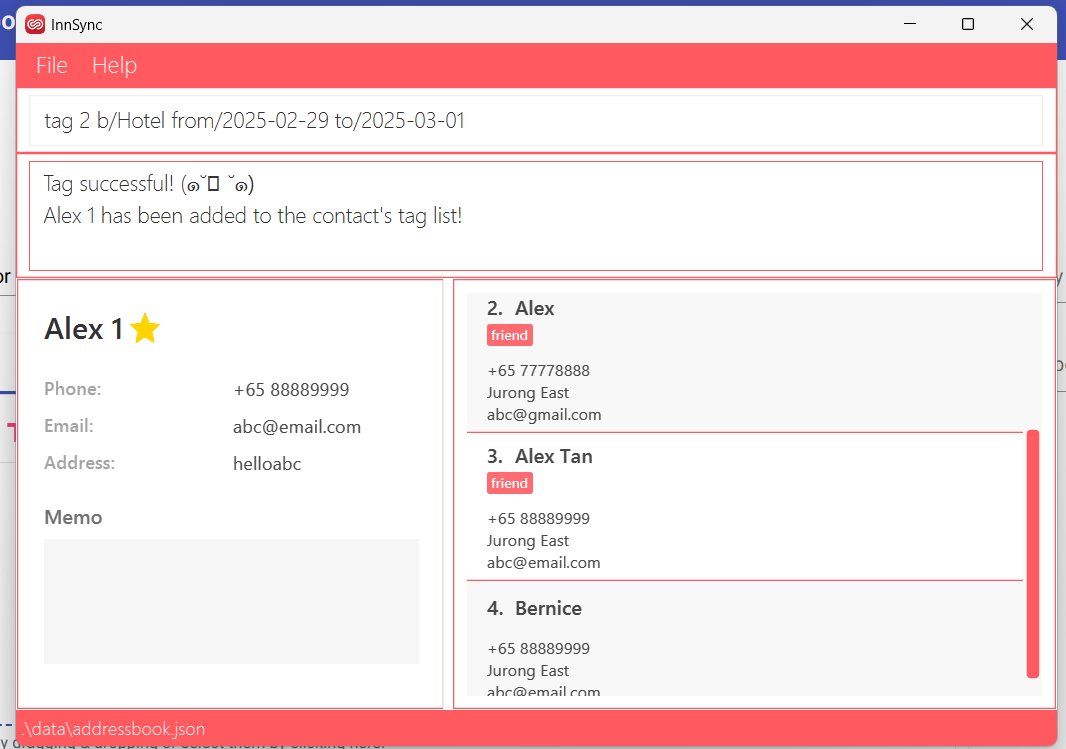 InnSync
File Help
tag 2 b/Hotel from/2025-02-29 to/2025-03-01
Tag successful! (๑˘▯ ˘๑)
Alex 1 has been added to the contact's tag list!
or
Alex 1
Phone: +65 88889999
Email: abc@email.com
Address: helloabc
Memo
2. Alex
friend
+65 77778888
Jurong East
abc@gmail.com
3. Alex Tan
friend
+65 88889999
Jurong East
abc@email.com
4. Bernice
+65 88889999
Jurong East
abc@email.com
.\data\addressbook.json